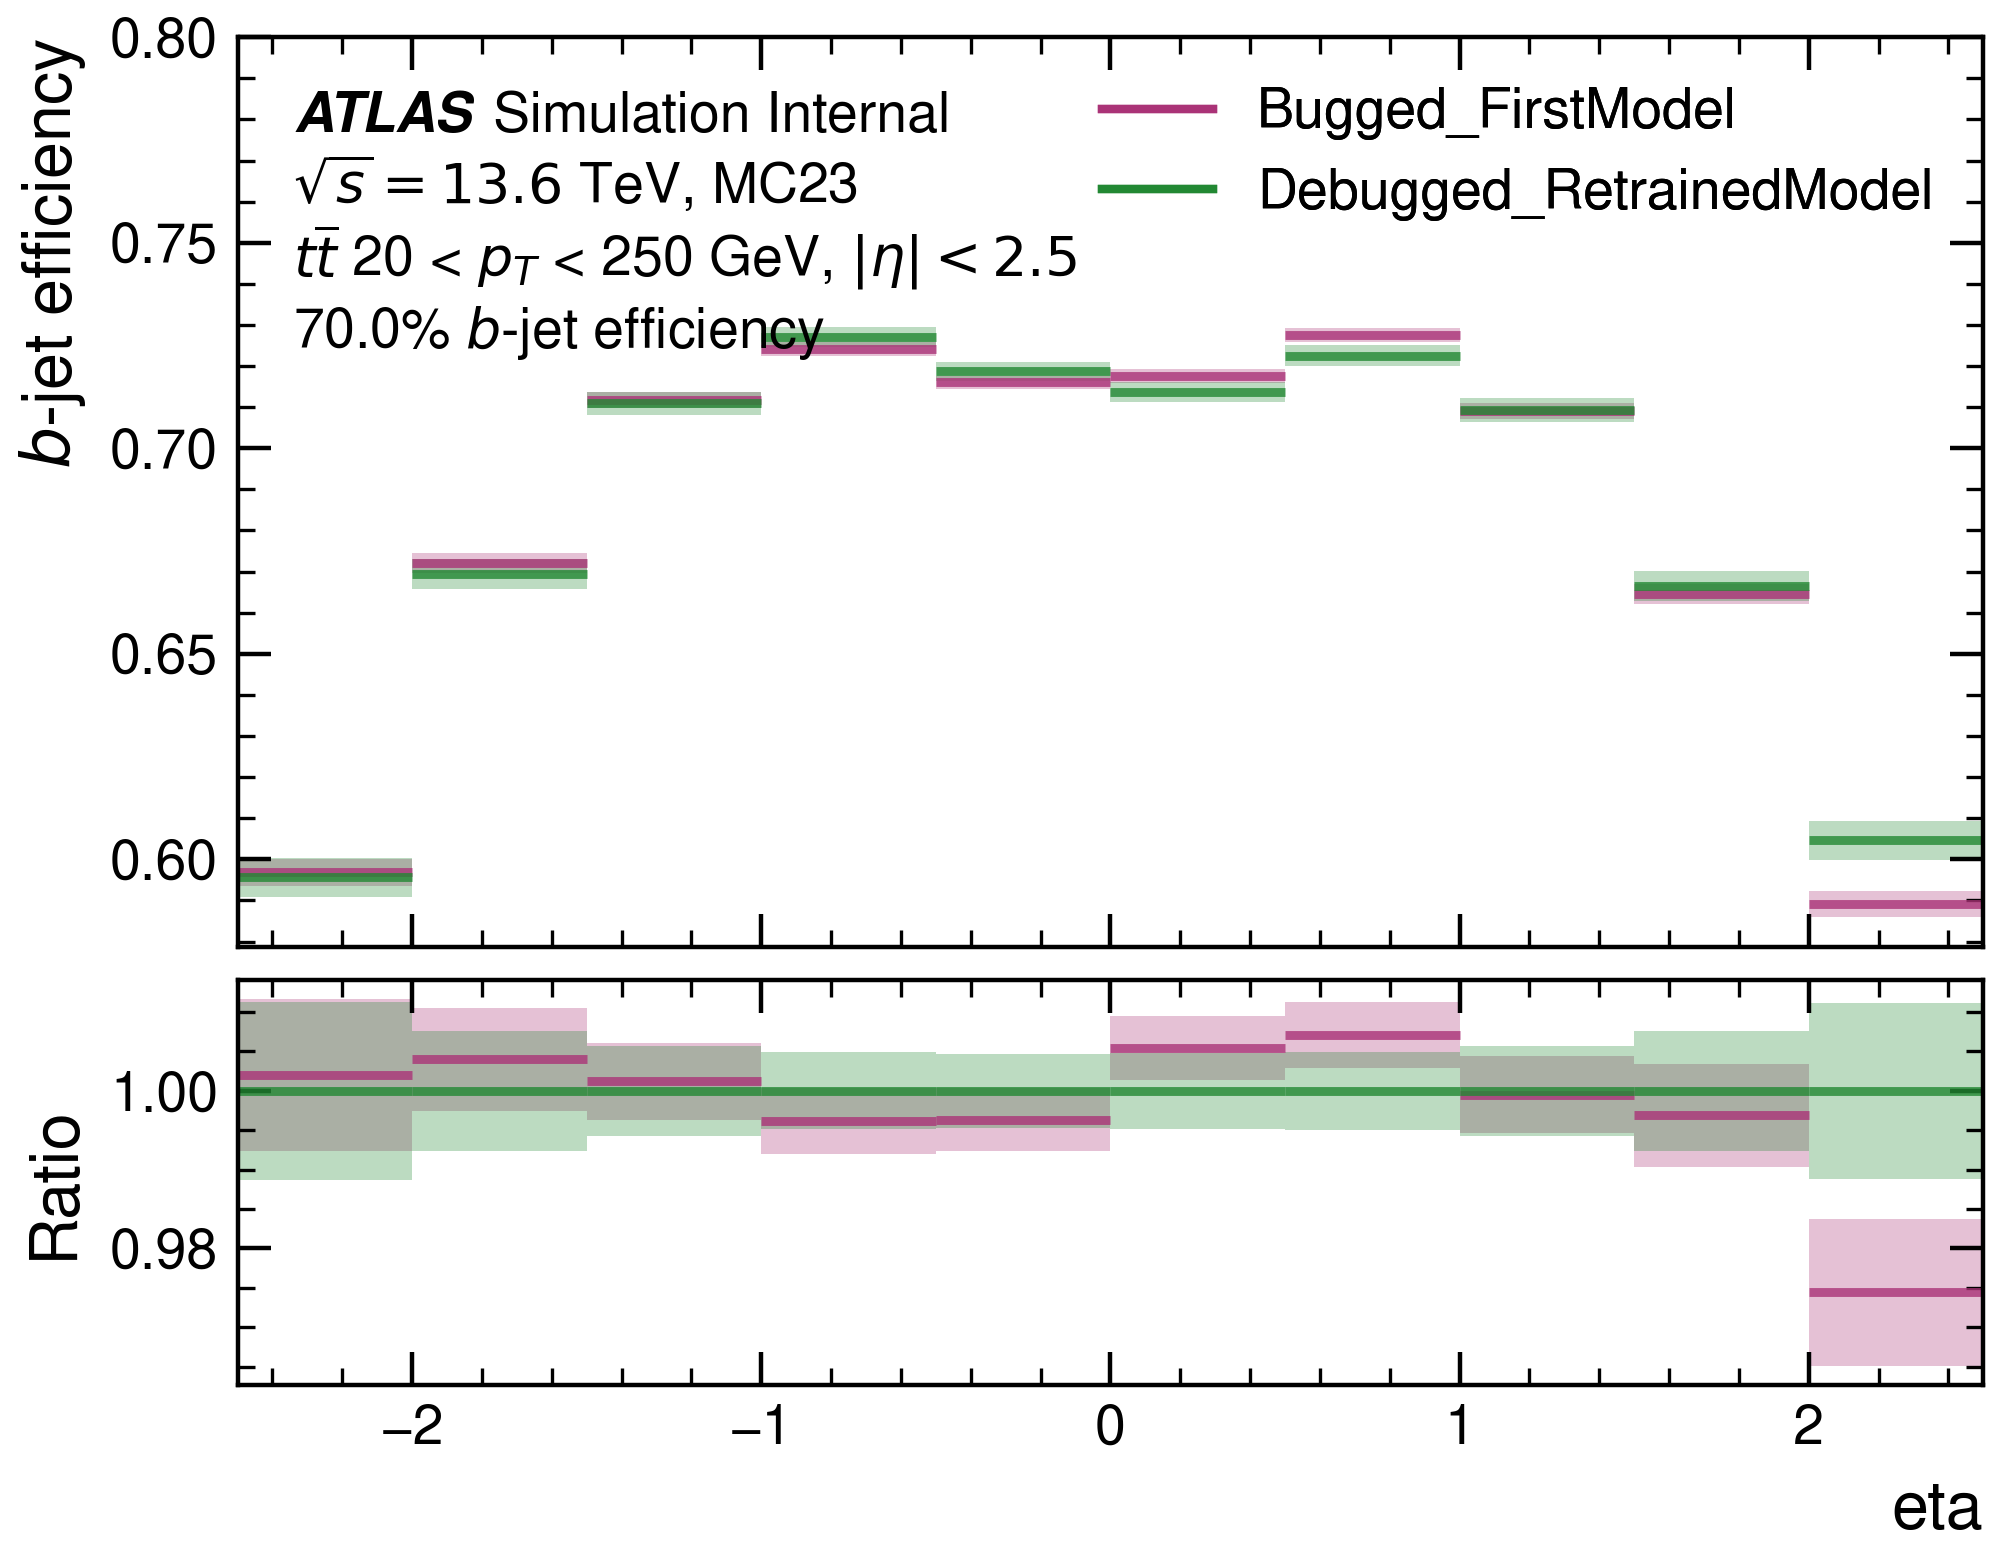 0.80
0.75
0.70
0.65
0.60
b-jet efficiency
ATLAS Simulation Internal
√s = 13.6 TeV, MC23
tt̄ 20 < p_T < 250 GeV, |η| < 2.5
70.0% b-jet efficiency
Bugged_FirstModel
Debugged_RetrainedModel
1.00
0.98
Ratio
−2 −1 0 1 2
eta